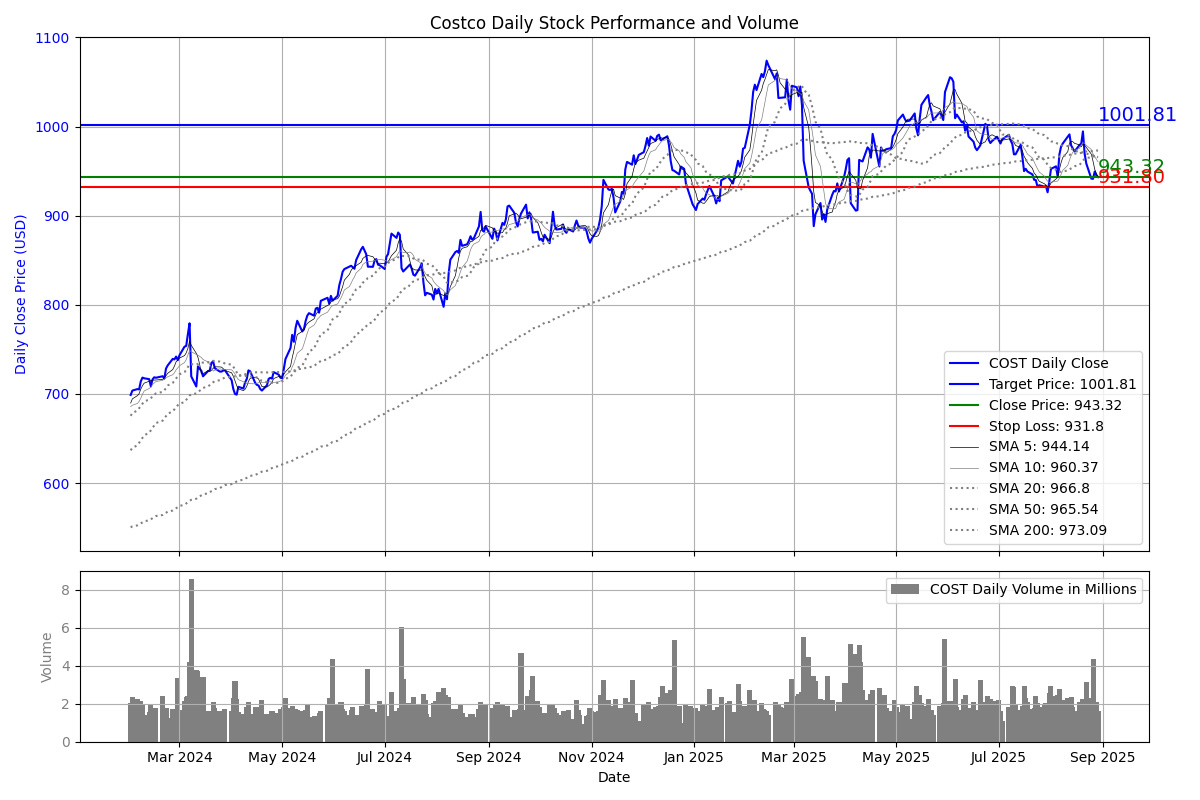 Costco Daily Stock Performance and Volume
1100
1000
900
800
700
600
Daily Close Price (USD)
1001.81
943.32
931.80
COST Daily Close
Target Price: 1001.81
Close Price: 943.32
Stop Loss: 931.8
SMA 5: 944.14
SMA 10: 960.37
SMA 20: 966.8
SMA 50: 965.54
SMA 200: 973.09
8
6
4
2
0
Volume
COST Daily Volume in Millions
Mar 2024 May 2024 Jul 2024 Sep 2024 Nov 2024 Jan 2025 Mar 2025 May 2025 Jul 2025 Sep 2025
Date